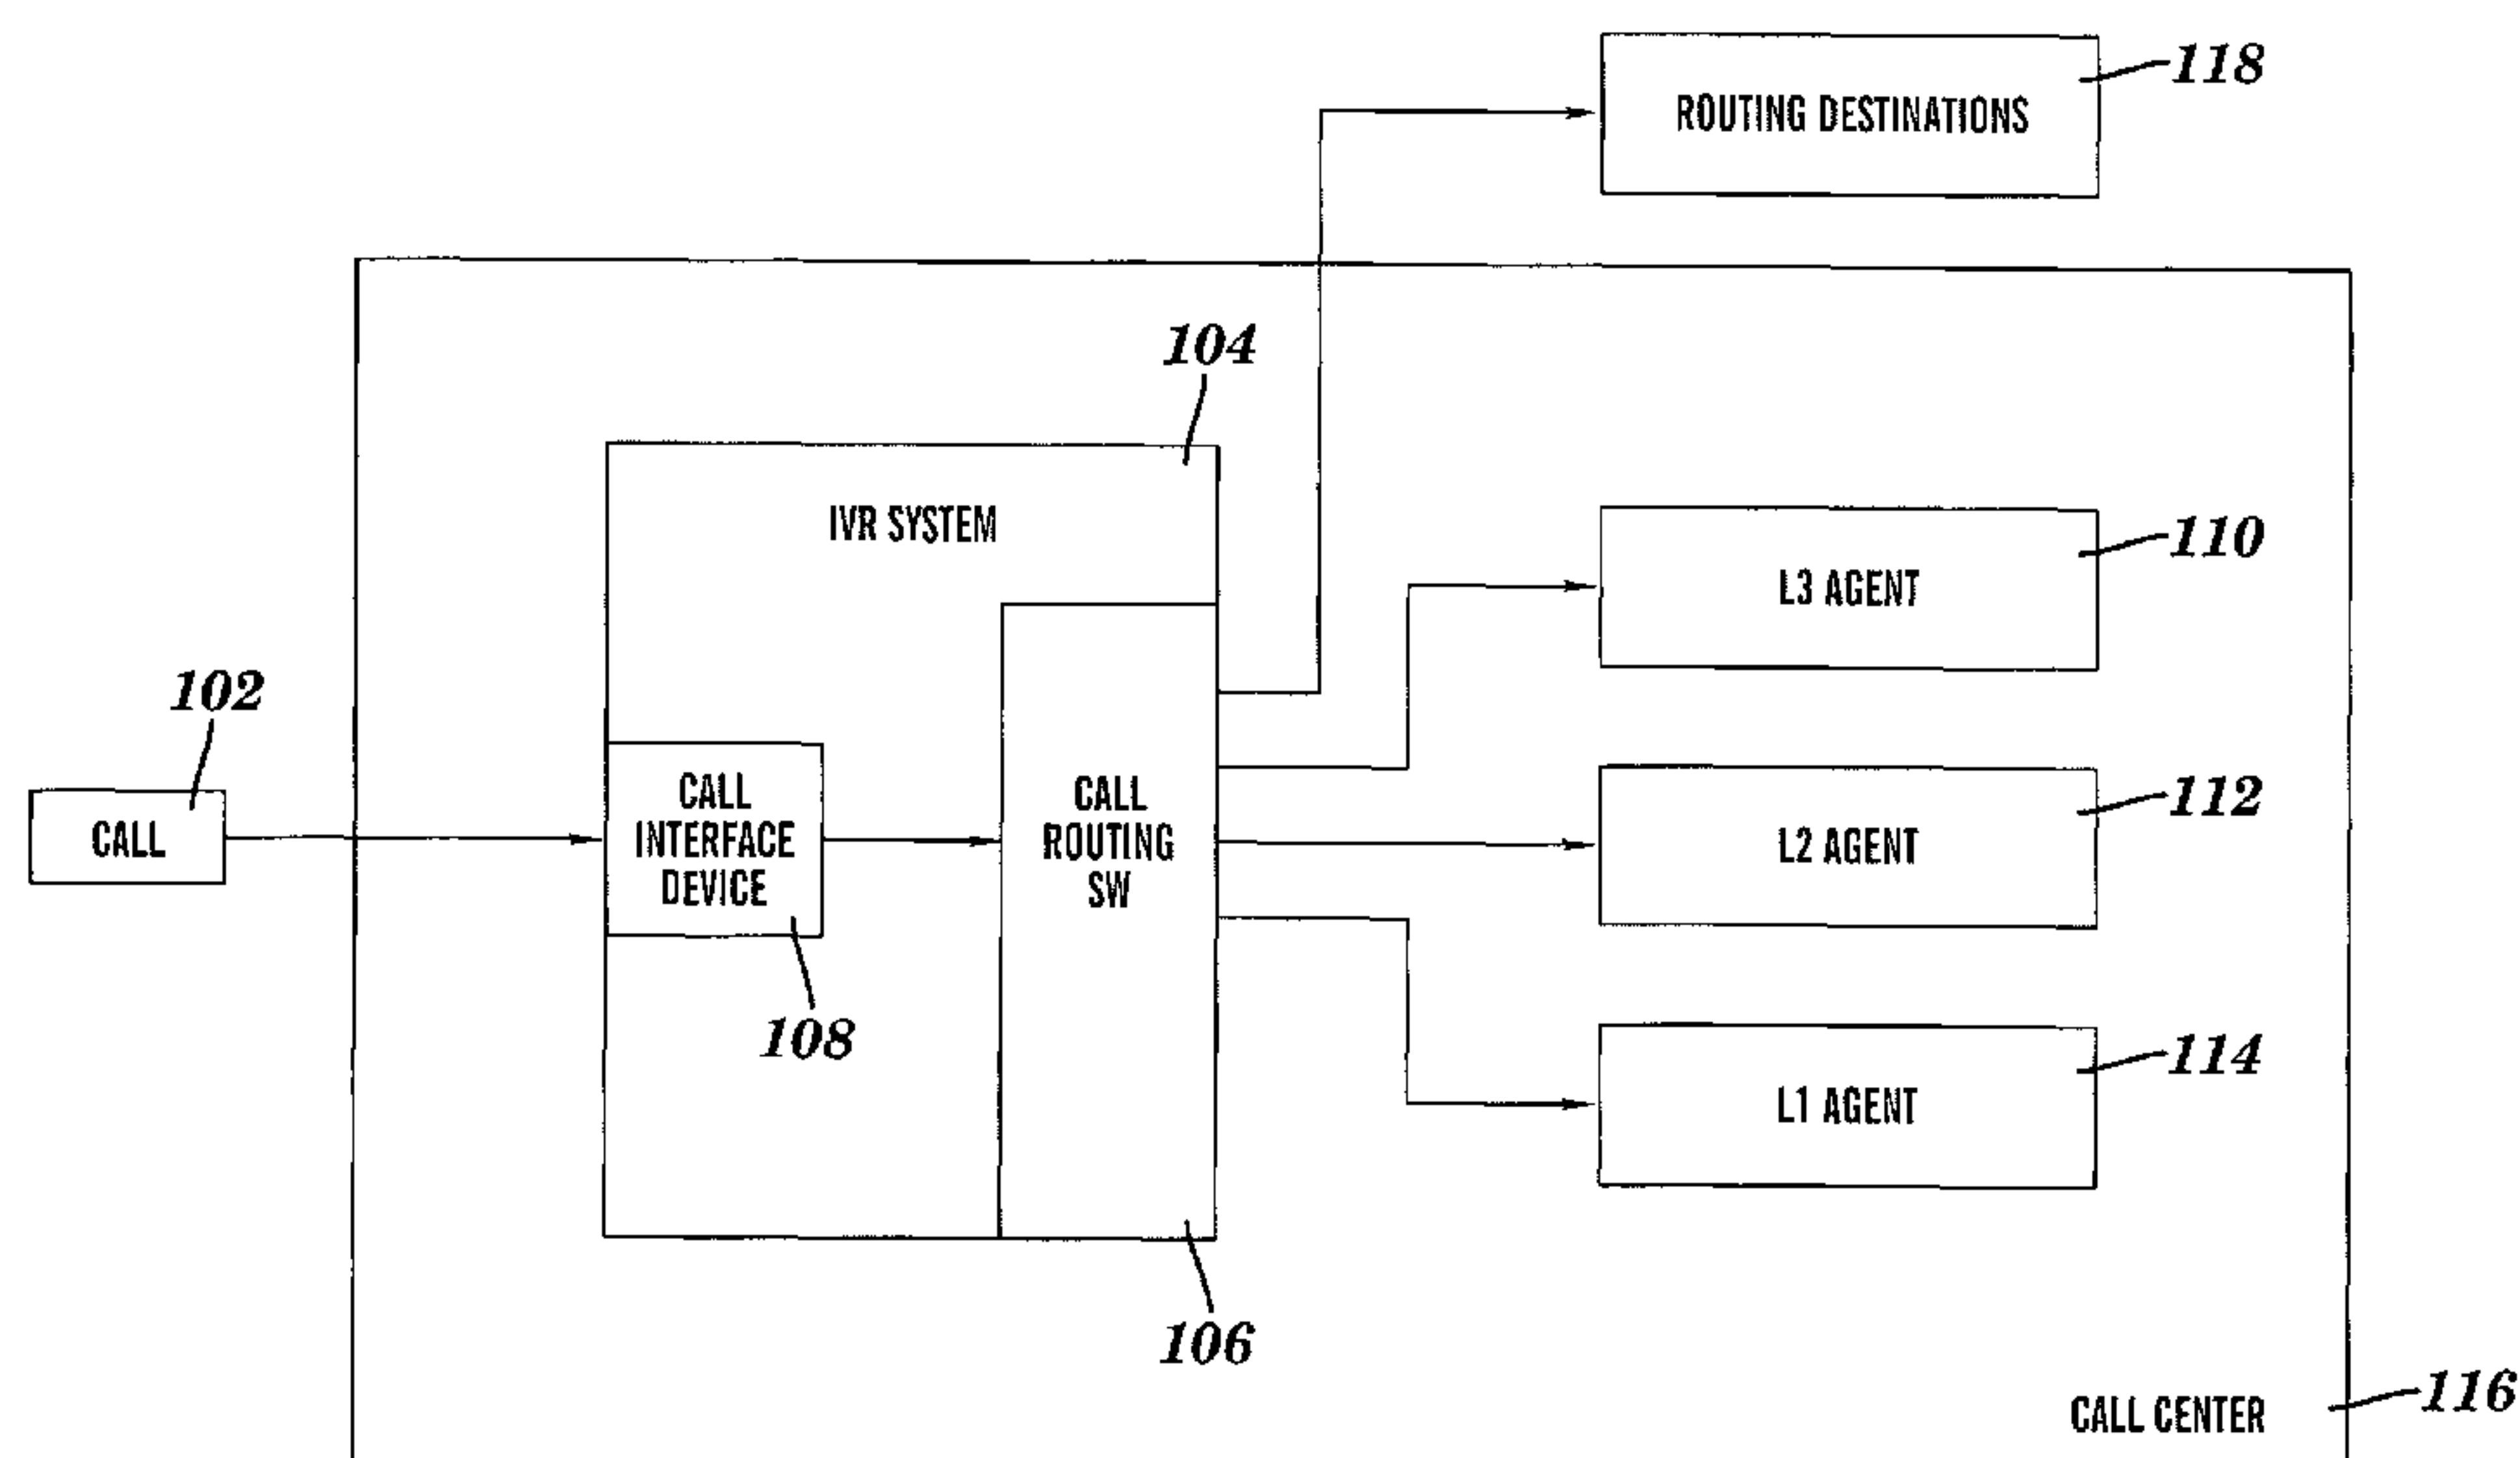 118
ROUTING DESTINATIONS
104
IVR SYSTEM
110
L3 AGENT
102
CALL
CALL
INTERFACE
DEVICE
108
CALL
ROUTING
SW
112
L2 AGENT
114
L1 AGENT
106
CALL CENTER
116